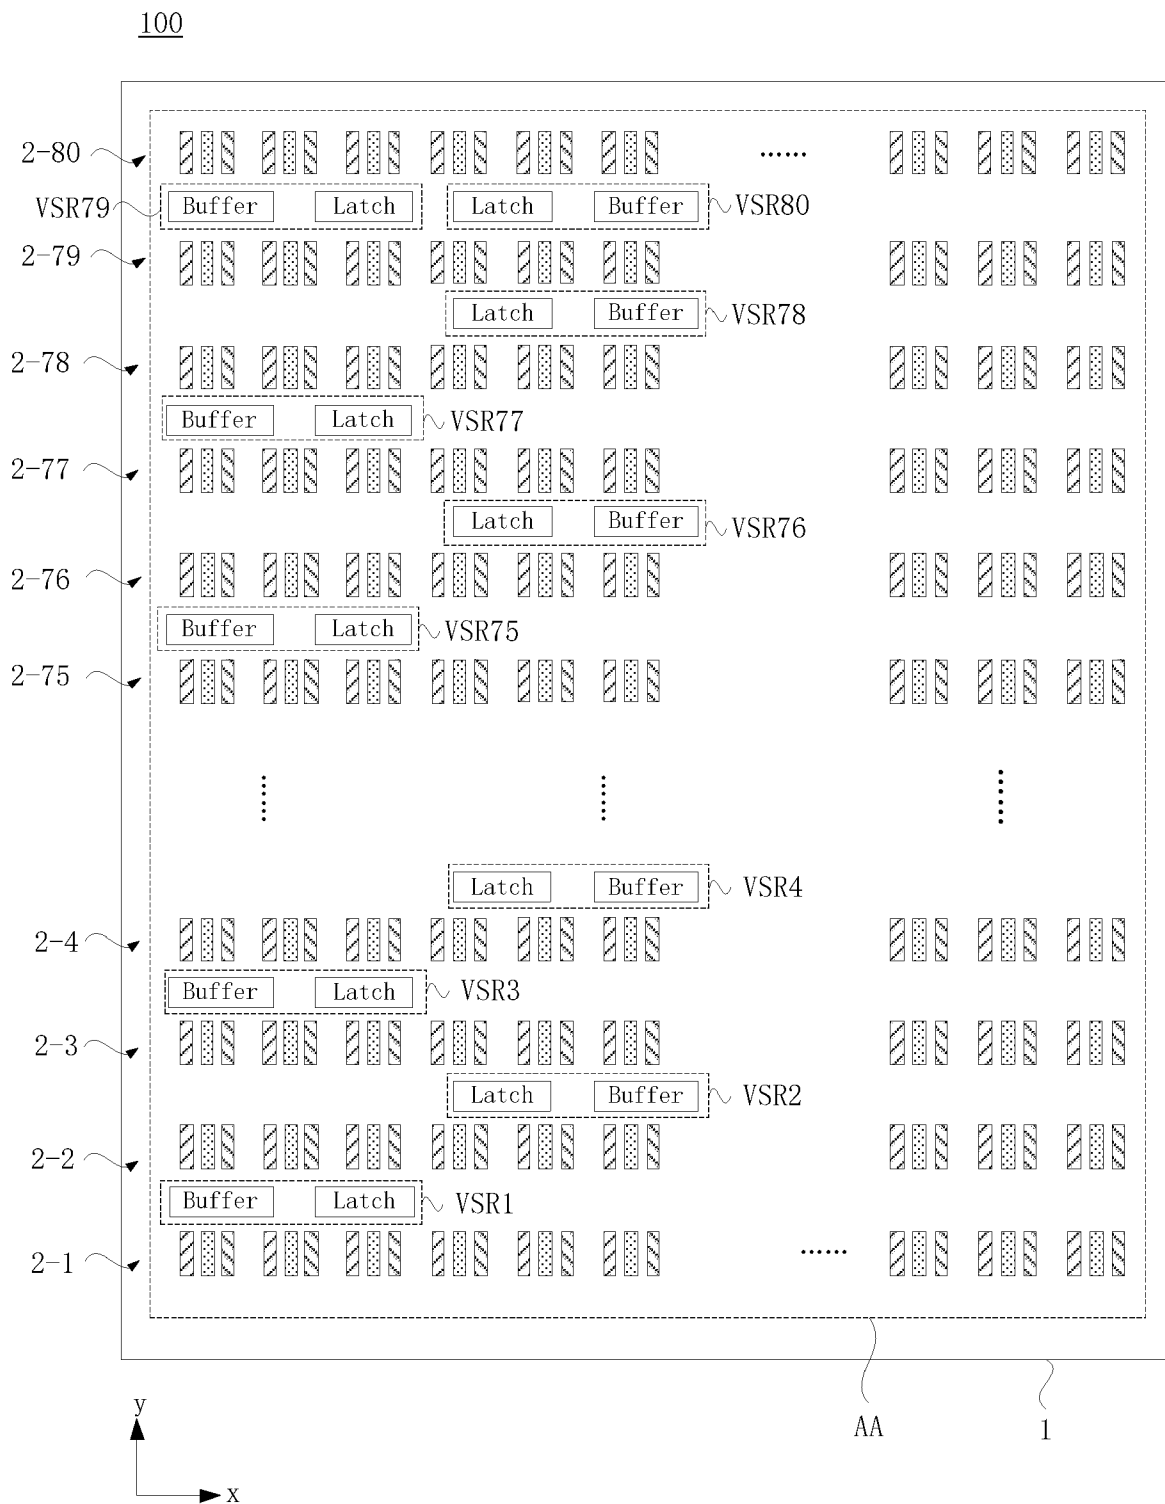 100
2-80
VSR79 Buffer Latch Latch Buffer VSR80
2-79
Latch Buffer VSR78
2-78
Buffer Latch VSR77
2-77
Latch Buffer VSR76
2-76
Buffer Latch VSR75
2-75
Latch Buffer VSR4
2-4
Buffer Latch VSR3
2-3
Latch Buffer VSR2
2-2
Buffer Latch VSR1
2-1
AA
1
y
x